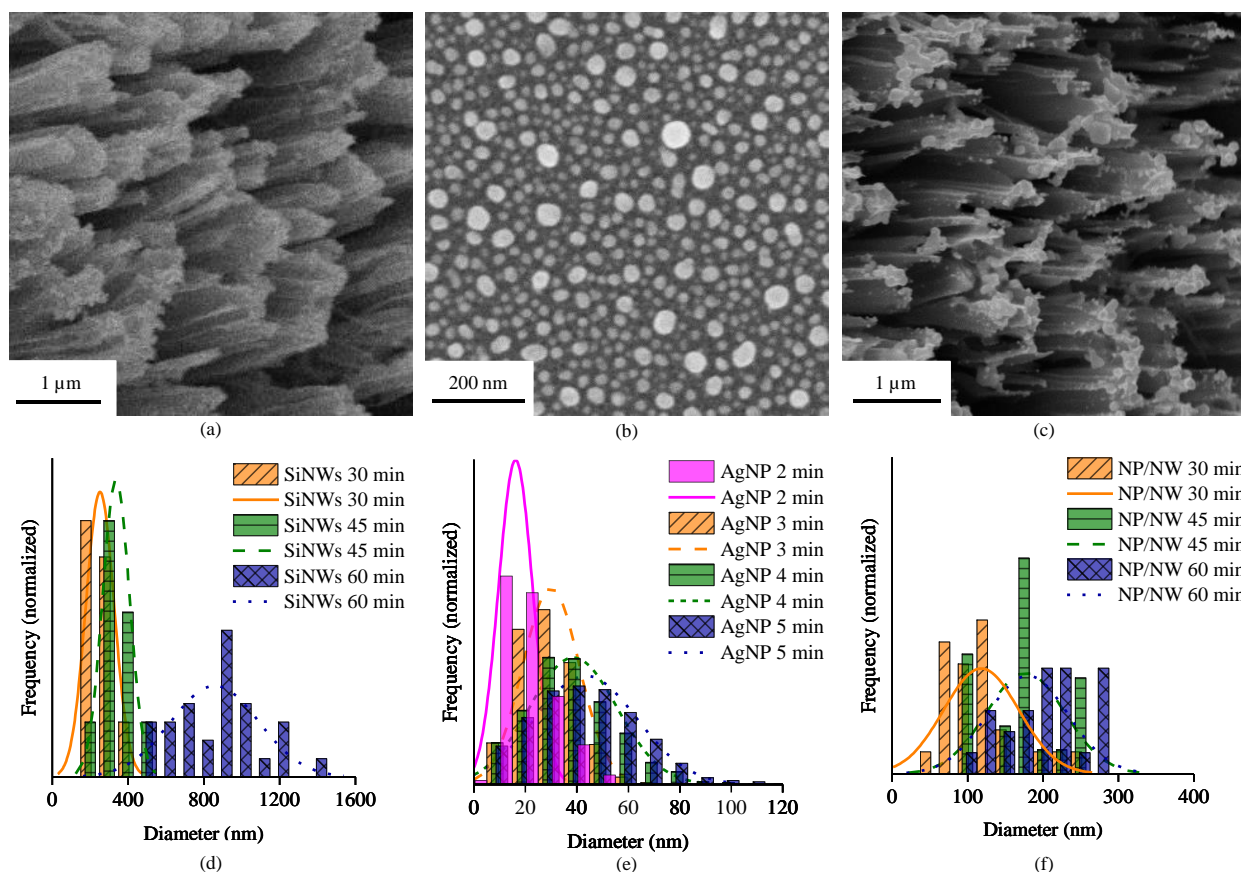 1 µm
200 nm
1 µm
(a)
(b)
(c)
Frequency (normalized)
SiNWs 30 min
SiNWs 30 min
SiNWs 45 min
SiNWs 45 min
SiNWs 60 min
SiNWs 60 min
0 400 800 1200 1600
Diameter (nm)
(d)
Frequency (normalized)
AgNP 2 min
AgNP 2 min
AgNP 3 min
AgNP 3 min
AgNP 4 min
AgNP 4 min
AgNP 5 min
AgNP 5 min
0 20 40 60 80 100 120
Diameter (nm)
(e)
Frequency (normalized)
NP/NW 30 min
NP/NW 30 min
NP/NW 45 min
NP/NW 45 min
NP/NW 60 min
NP/NW 60 min
0 100 200 300 400
Diameter (nm)
(f)